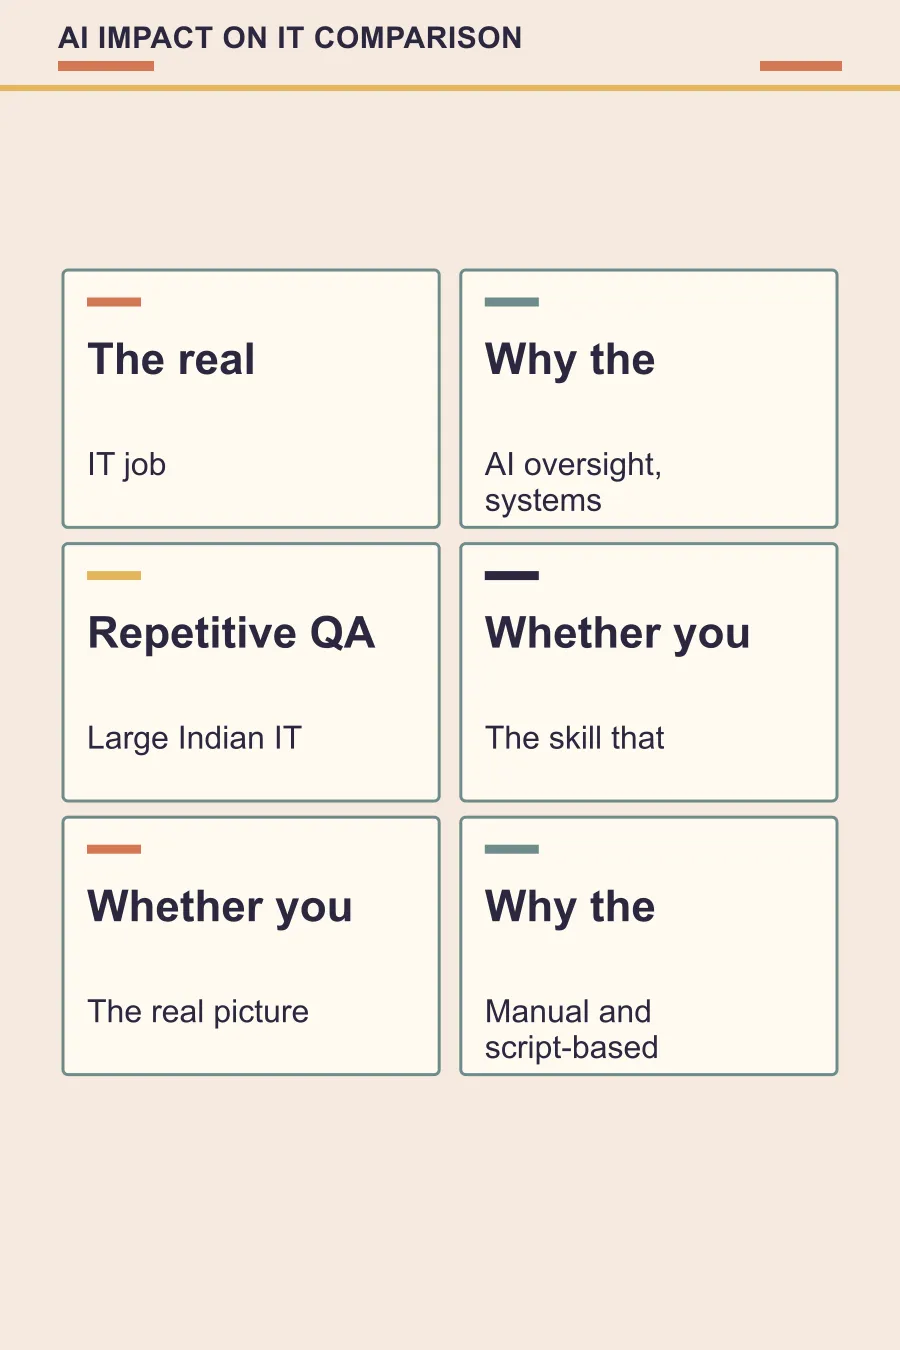 AI IMPACT ON IT COMPARISON
The real
IT job
Why the
AI oversight,
systems
Repetitive QA
Large Indian IT
Whether you
The skill that
Whether you
The real picture
Why the
Manual and
script-based